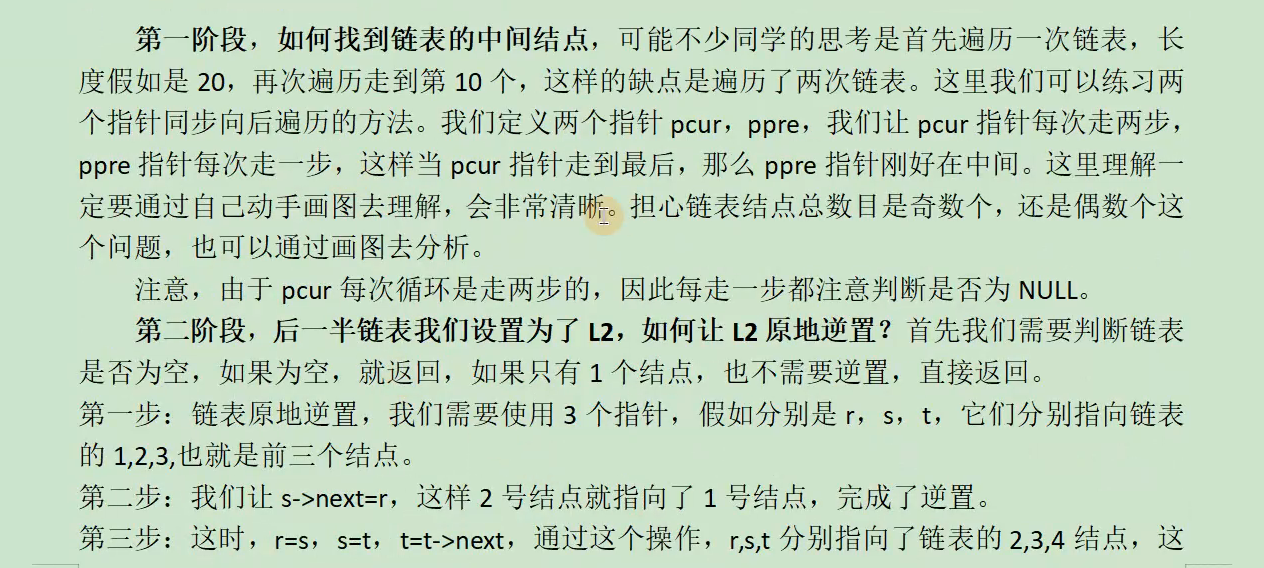 第一阶段，如何找到链表的中间结点，可能不少同学的思考是首先遍历一次链表，长
度假如是 20，再次遍历走到第 10 个，这样的缺点是遍历了两次链表。这里我们可以练习两
个指针同步向后遍历的方法。我们定义两个指针 pcur，ppre，我们让 pcur 指针每次走两步，
ppre 指针每次走一步，这样当 pcur 指针走到最后，那么 ppre 指针刚好在中间。这里理解一
定要通过自己动手画图去理解，会非常清晰。担心链表结点总数目是奇数个，还是偶数个这
个问题，也可以通过画图去分析。
注意，由于 pcur 每次循环是走两步的，因此每走一步都注意判断是否为 NULL。
第二阶段，后一半链表我们设置为了 L2，如何让 L2 原地逆置？首先我们需要判断链表
是否为空，如果为空，就返回，如果只有 1 个结点，也不需要逆置，直接返回。
第一步：链表原地逆置，我们需要使用 3 个指针，假如分别是 r，s，t，它们分别指向链表
的 1,2,3,也就是前三个结点。
第二步：我们让 s->next=r，这样 2 号结点就指向了 1 号结点，完成了逆置。
第三步：这时，r=s，s=t，t=t->next，通过这个操作，r,s,t 分别指向了链表的 2,3,4 结点，这